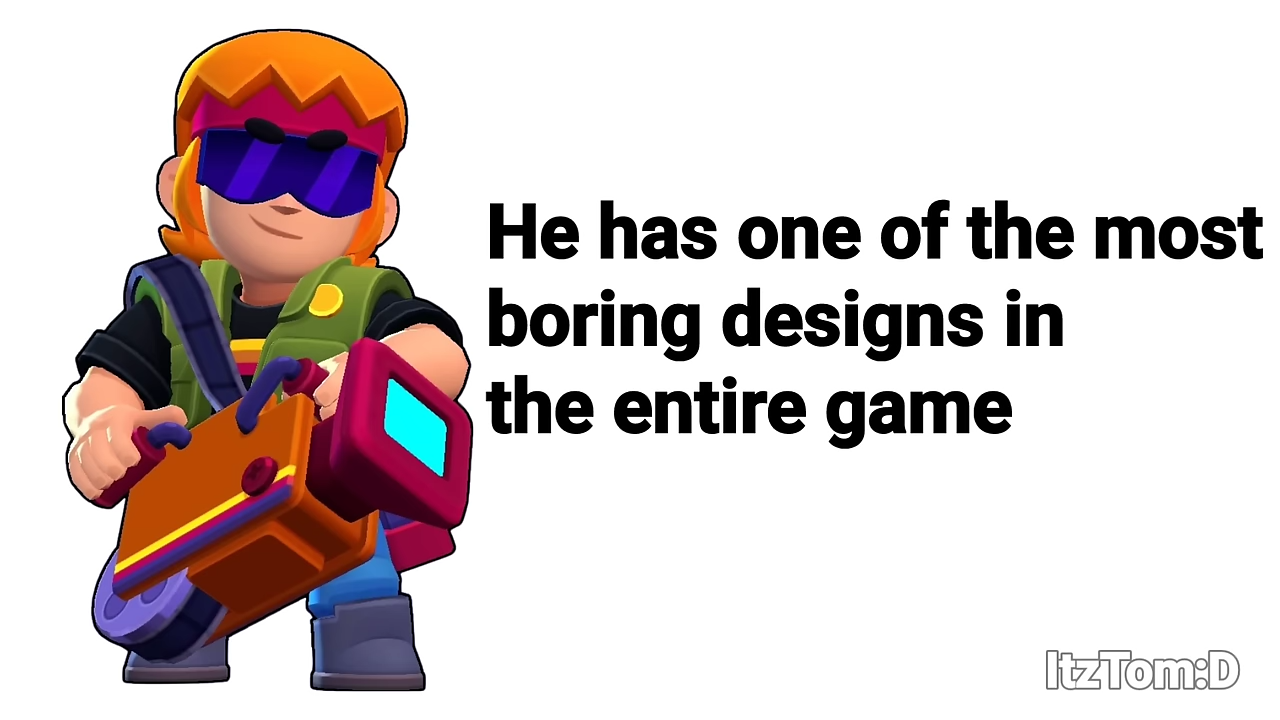 He has one of the most
boring designs in
the entire game
ItzTom:D